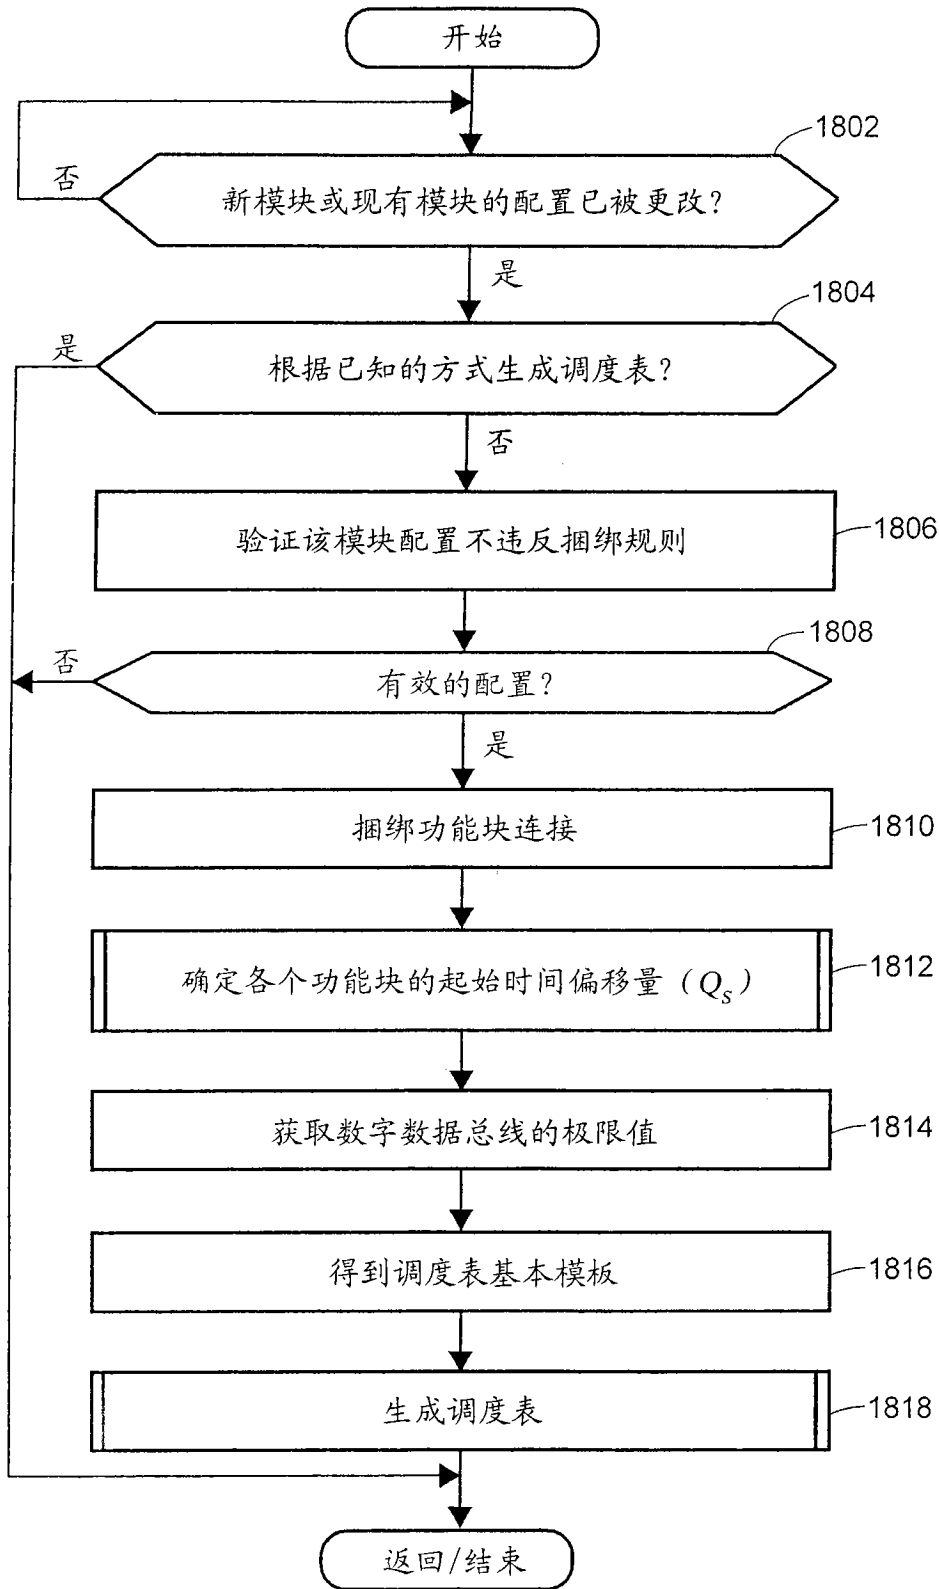 开始
1802
否
新模块或现有模块的配置已被更改?
是
1804
是
根据已知的方式生成调度表?
否
验证该模块配置不违反捆绑规则
1806
1808
否
有效的配置?
是
捆绑功能块连接
1810
确定各个功能块的起始时间偏移量(Qs)
1812
获取数字数据总线的极限值
1814
得到调度表基本模板
1816
生成调度表
1818
返回/结束